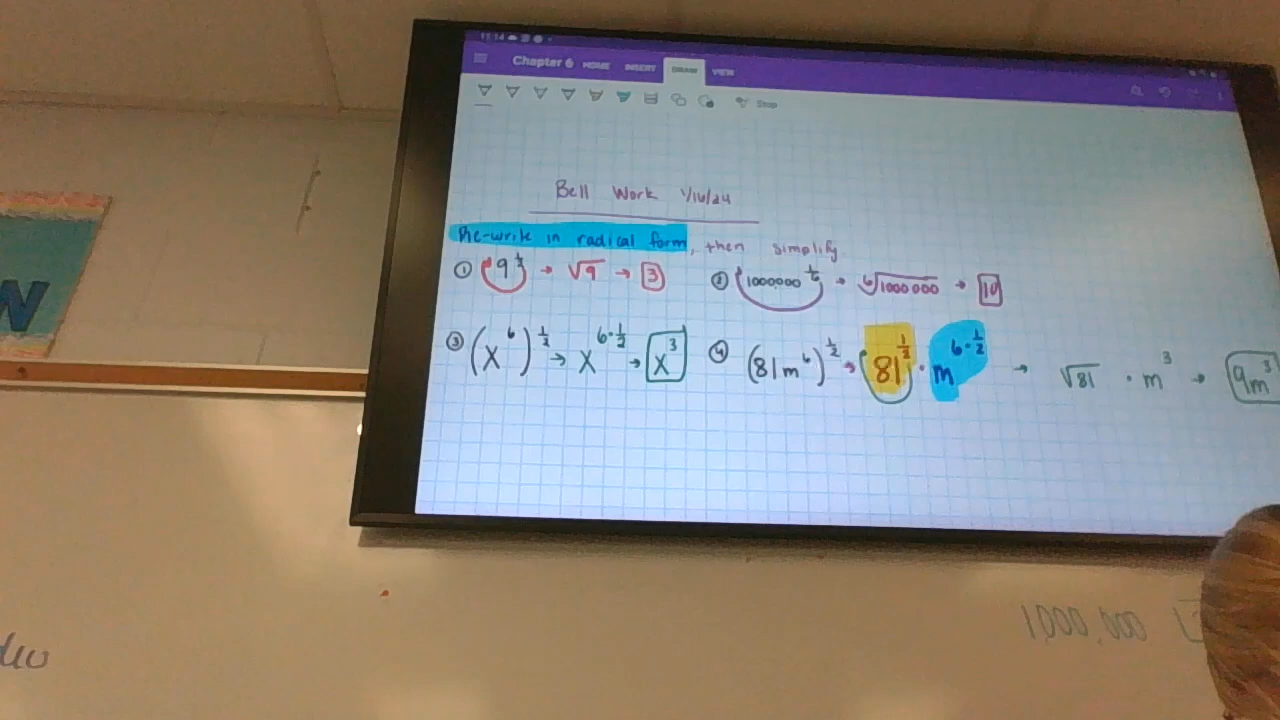 11:14
Chapter 6 HOME INSERT DRAW VIEW
Stop
Bell Work 1/16/24
Re-write in radical form, then simplify.
① 9^(1/2) → √9 → 3
② 1000000^(1/6) → ⁶√1000000 → 10
③ (x^6)^(1/2) → x^(6·1/2) → x^3
④ (81m^6)^(1/2) → 81^(1/2) · m^(6·1/2) → √81 · m^3 → 9m^3
1,000,000
N